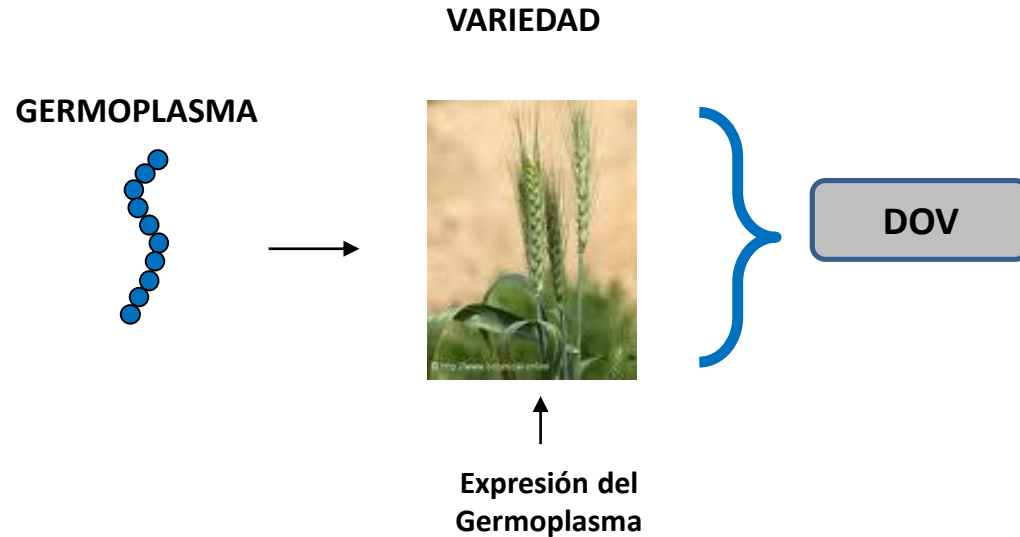 VARIEDAD
GERMOPLASMA
DOV
Expresión del
Germoplasma